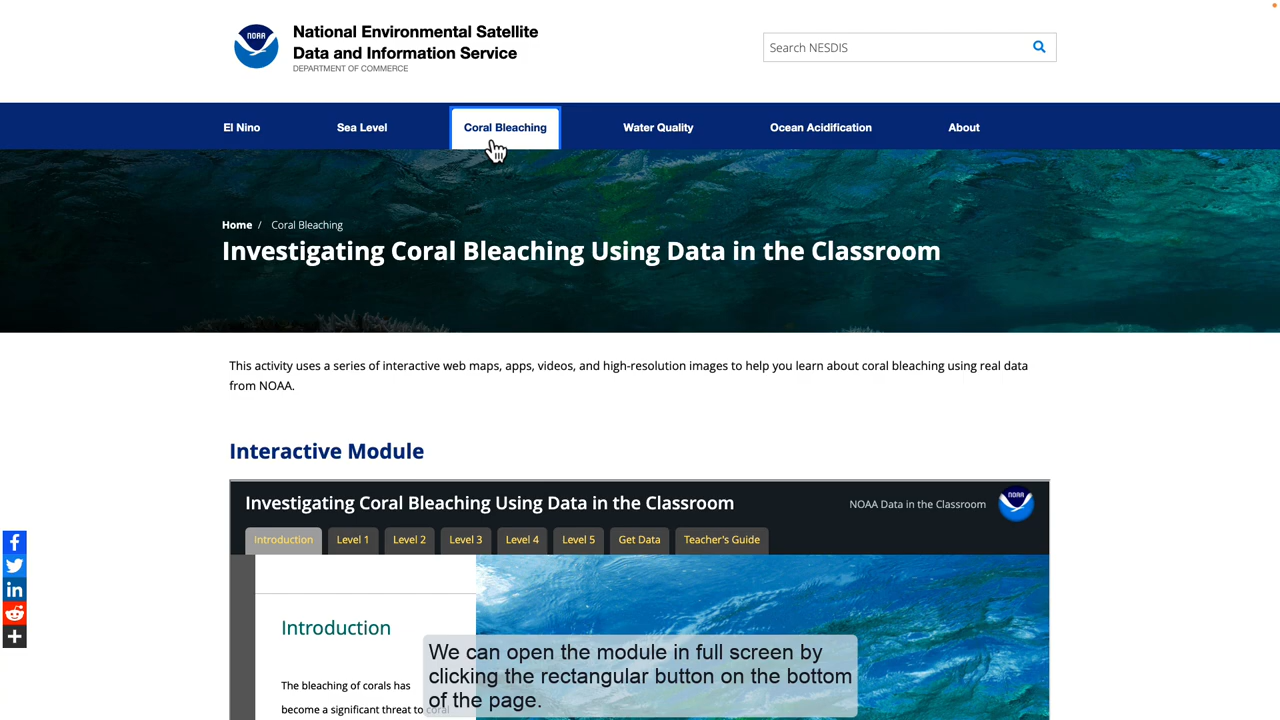 NOAA
National Environmental Satellite
Data and Information Service
DEPARTMENT OF COMMERCE
Search NESDIS
El Nino
Sea Level
Coral Bleaching
Water Quality
Ocean Acidification
About
Home / Coral Bleaching
Investigating Coral Bleaching Using Data in the Classroom
This activity uses a series of interactive web maps, apps, videos, and high-resolution images to help you learn about coral bleaching using real data
from NOAA.
Interactive Module
Investigating Coral Bleaching Using Data in the Classroom
NOAA Data in the Classroom
NOAA
Introduction
Level 1
Level 2
Level 3
Level 4
Level 5
Get Data
Teacher's Guide
Introduction
The bleaching of corals has
become a significant threat to coral
We can open the module in full screen by
clicking the rectangular button on the bottom
of the page.